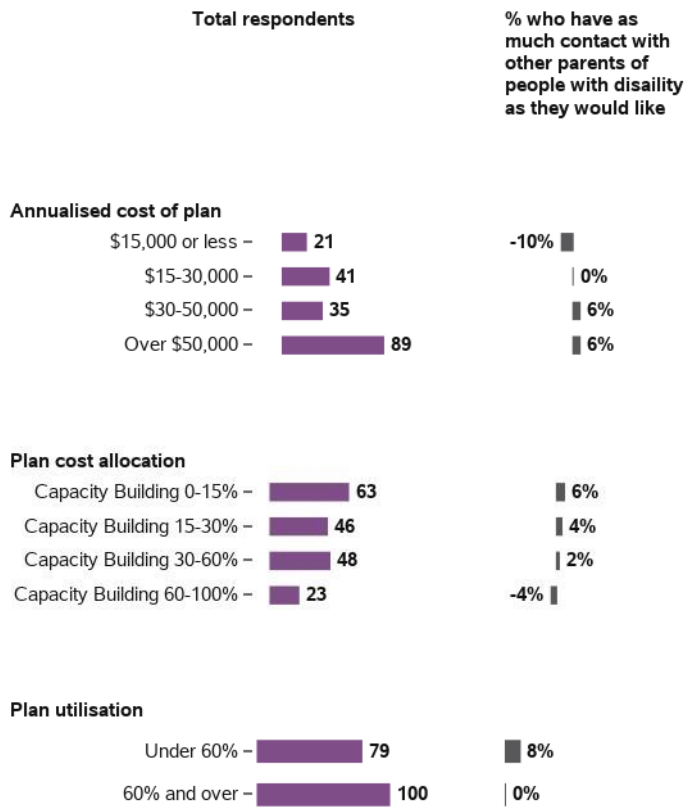 Total respondents
% who have as
much contact with
other parents of
people with disaility
as they would like
Annualised cost of plan
$15,000 or less – 21 -10%
$15-30,000 – 41 0%
$30-50,000 – 35 6%
Over $50,000 – 89 6%
Plan cost allocation
Capacity Building 0-15% – 63 6%
Capacity Building 15-30% – 46 4%
Capacity Building 30-60% – 48 2%
Capacity Building 60-100% – 23 -4%
Plan utilisation
Under 60% – 79 8%
60% and over – 100 0%